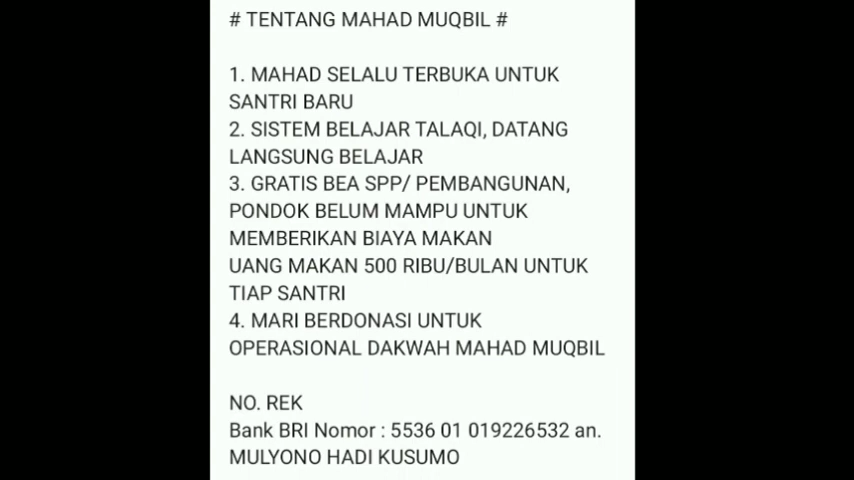 # TENTANG MAHAD MUQBIL #
1. MAHAD SELALU TERBUKA UNTUK
SANTRI BARU
2. SISTEM BELAJAR TALAQI, DATANG
LANGSUNG BELAJAR
3. GRATIS BEA SPP/ PEMBANGUNAN,
PONDOK BELUM MAMPU UNTUK
MEMBERIKAN BIAYA MAKAN
UANG MAKAN 500 RIBU/BULAN UNTUK
TIAP SANTRI
4. MARI BERDONASI UNTUK
OPERASIONAL DAKWAH MAHAD MUQBIL
NO. REK
Bank BRI Nomor : 5536 01 019226532 an.
MULYONO HADI KUSUMO